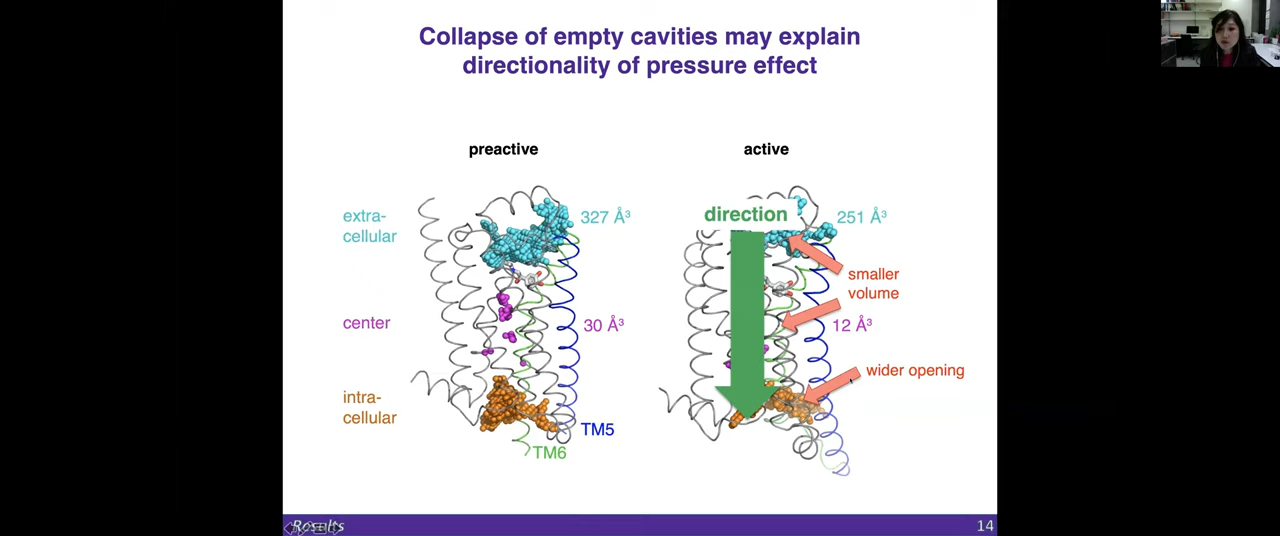 Collapse of empty cavities may explain
directionality of pressure effect
preactive
active
extra-
cellular
327 Å³
direction
251 Å³
smaller
volume
center
30 Å³
12 Å³
wider opening
intra-
cellular
TM5
TM6
Results
14